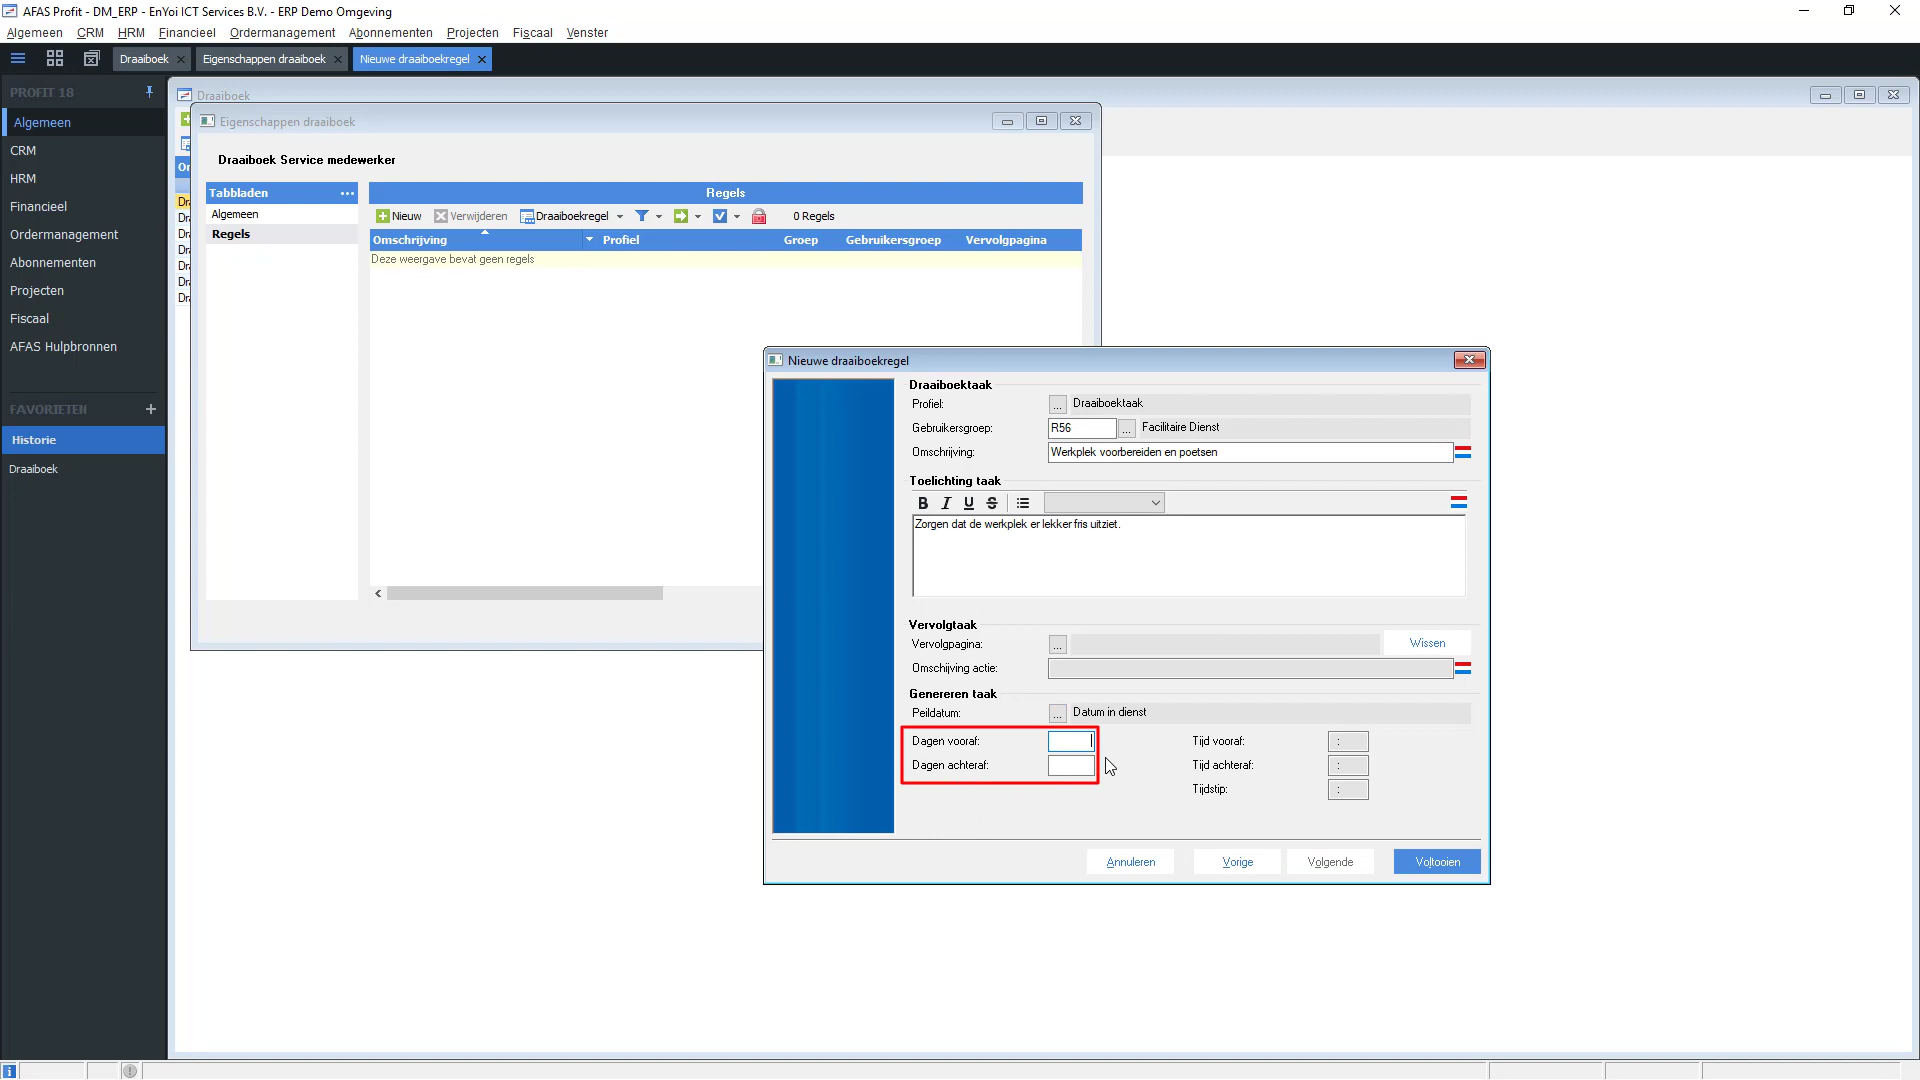 AFAS Profit - DM_ERP - EnYoi ICT Services B.V. - ERP Demo Omgeving
Algemeen CRM HRM Financieel Ordermanagement Abonnementen Projecten Fiscaal Venster
Draaiboek Eigenschappen draaiboek Nieuwe draaiboekregel
PROFIT 18
Algemeen
CRM
HRM
Financieel
Ordermanagement
Abonnementen
Projecten
Fiscaal
AFAS Hulpbronnen
FAVORIETEN
Historie
Draaiboek
Draaiboek
Eigenschappen draaiboek
Draaiboek Service medewerker
Tabbladen
Algemeen
Regels
Regels
Nieuw Verwijderen Draaiboekregel 0 Regels
Omschrijving Profiel Groep Gebruikersgroep Vervolgpagina
Deze weergave bevat geen regels
Nieuwe draaiboekregel
Draaiboektaak
Profiel: ... Draaiboektaak
Gebruikersgroep: R56 ... Facilitaire Dienst
Omschrijving: Werkplek voorbereiden en poetsen
Toelichting taak
B I U S
Zorgen dat de werkplek er lekker fris uitziet.
Vervolgtaak
Vervolgpagina: ... Wissen
Omschijving actie:
Genereren taak
Peildatum: ... Datum in dienst
Dagen vooraf: Tijd vooraf: :
Dagen achteraf: Tijd achteraf: :
Tijdstip: :
Annuleren Vorige Volgende Voltooien